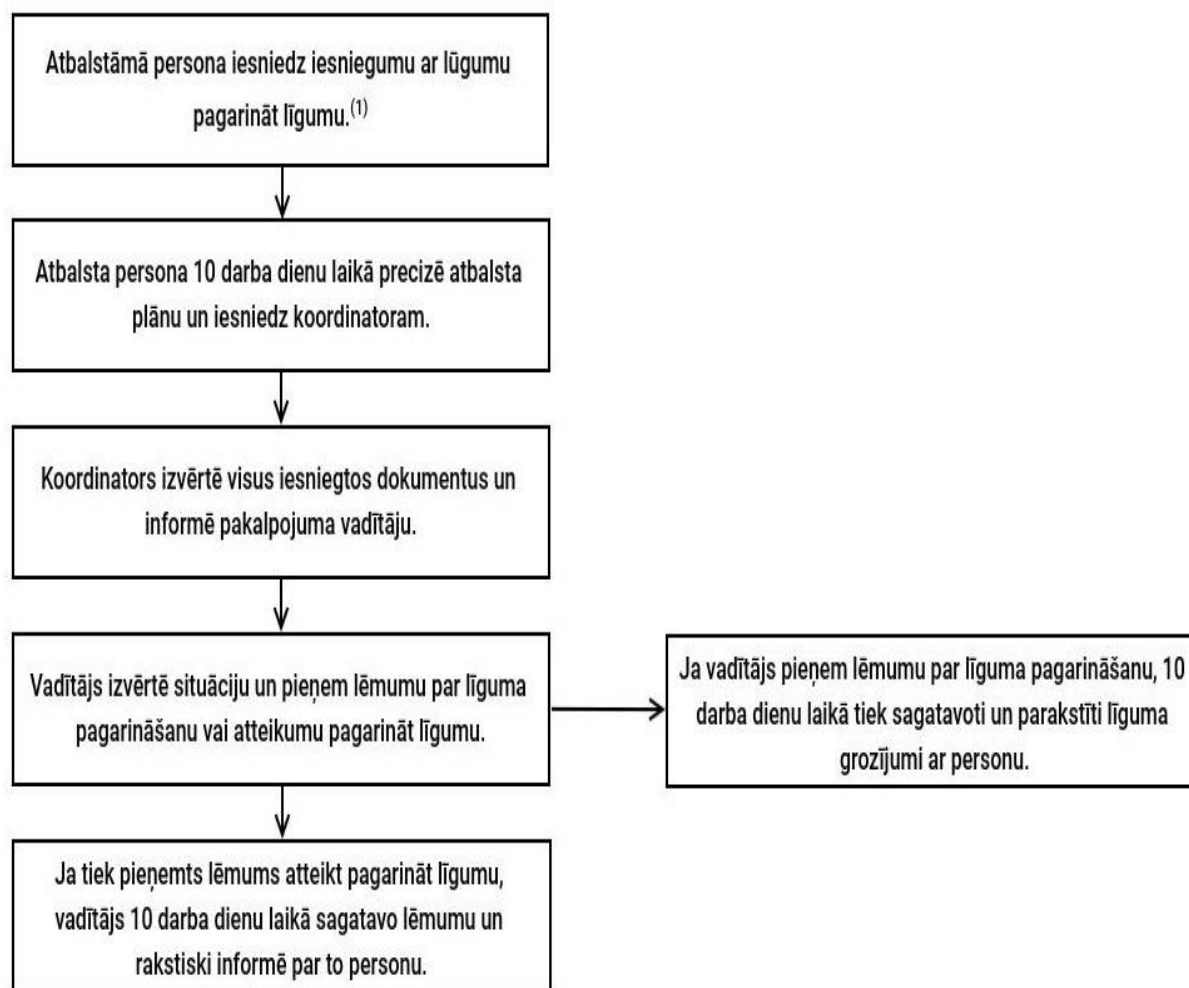 Atbalstāmā persona iesniedz iesniegumu ar lūgumu
pagarināt līgumu.(1)
Atbalsta persona 10 darba dienu laikā precizē atbalsta
plānu un iesniedz koordinatoram.
Koordinators izvērtē visus iesniegtos dokumentus un
informē pakalpojuma vadītāju.
Vadītājs izvērtē situāciju un pieņem lēmumu par līguma
pagarināšanu vai atteikumu pagarināt līgumu.
Ja vadītājs pieņem lēmumu par līguma pagarināšanu, 10
darba dienu laikā tiek sagatavoti un parakstīti līguma
grozījumi ar personu.
Ja tiek pieņemts lēmums atteikt pagarināt līgumu,
vadītājs 10 darba dienu laikā sagatavo lēmumu un
rakstiski informē par to personu.